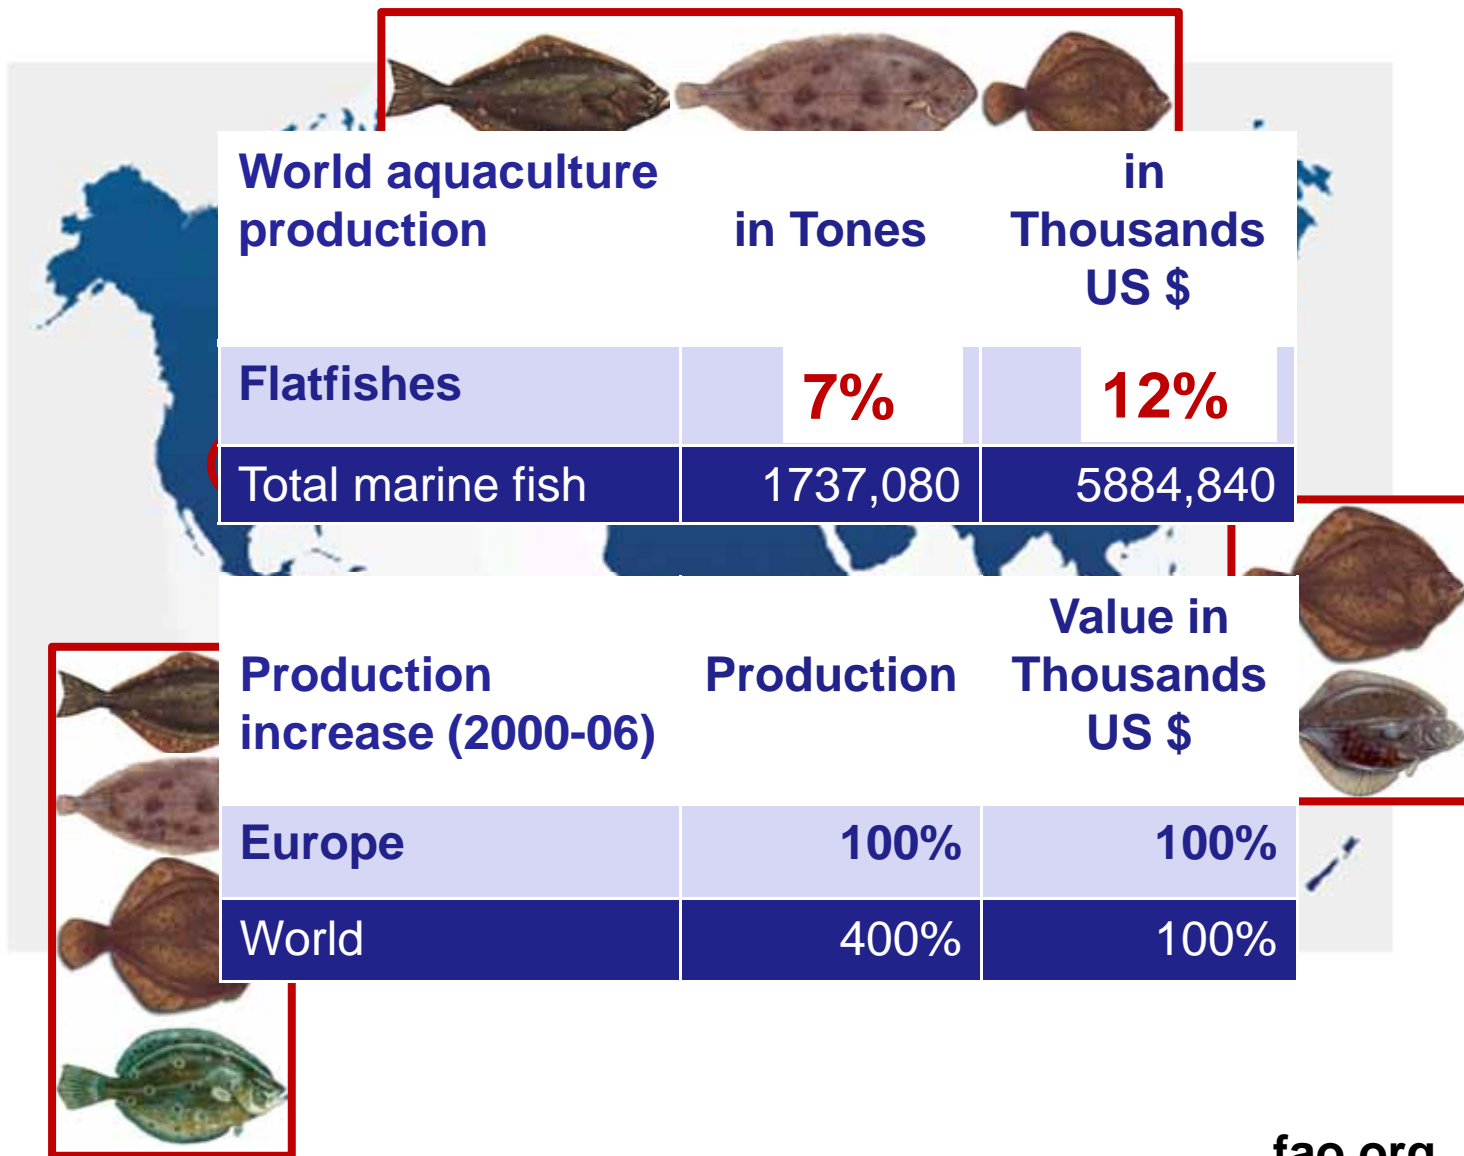 World aquaculture
production
in Tones
in
Thousands
US $
Flatfishes 7% 12%
Total marine fish 1737,080 5884,840
Production
increase (2000-06)
Production
Value in
Thousands
US $
Europe 100% 100%
World 400% 100%
fao.org